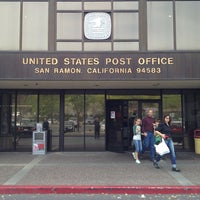 UNITED STATES POST OFFICE
SAN RAMON, CALIFORNIA 94583